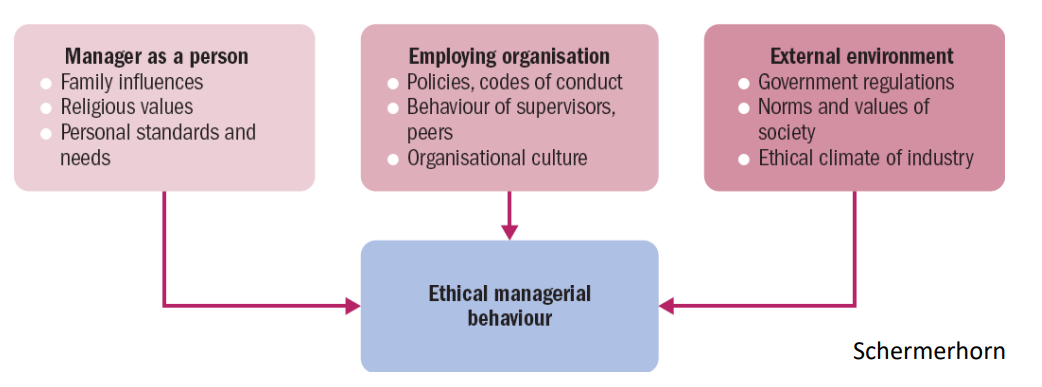 Manager as a person
Family influences
Religious values
Personal standards and
needs
Employing organisation
Policies, codes of conduct
Behaviour of supervisors,
peers
Organisational culture
External environment
Government regulations
Norms and values of
society
Ethical climate of industry
Ethical managerial
behaviour
Schermerhorn